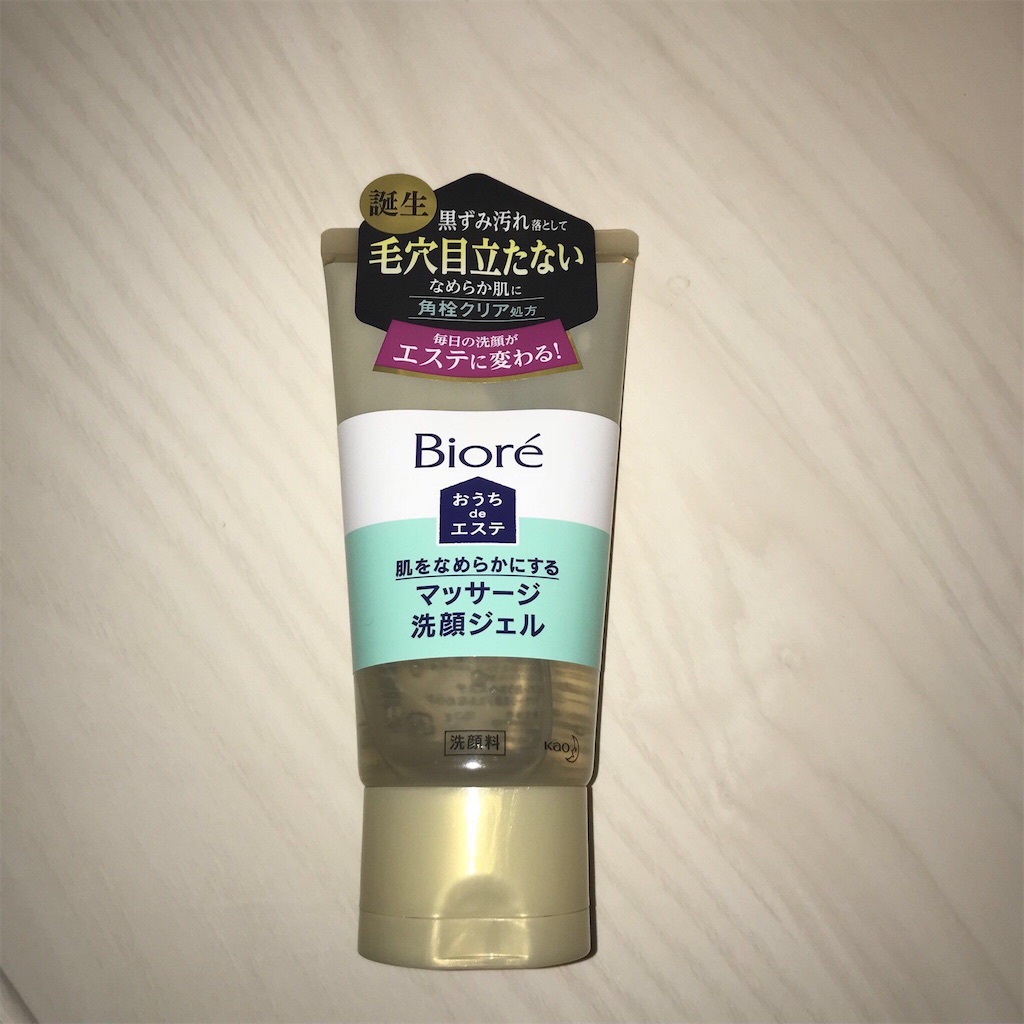 誕生
黒ずみ汚れ落として
毛穴目立たない
なめらか肌に
角栓クリア処方
毎日の洗顔が
エステに変わる!
Bioré
おうち
de
エステ
肌をなめらかにする
マッサージ
洗顔ジェル
洗顔料
Kao